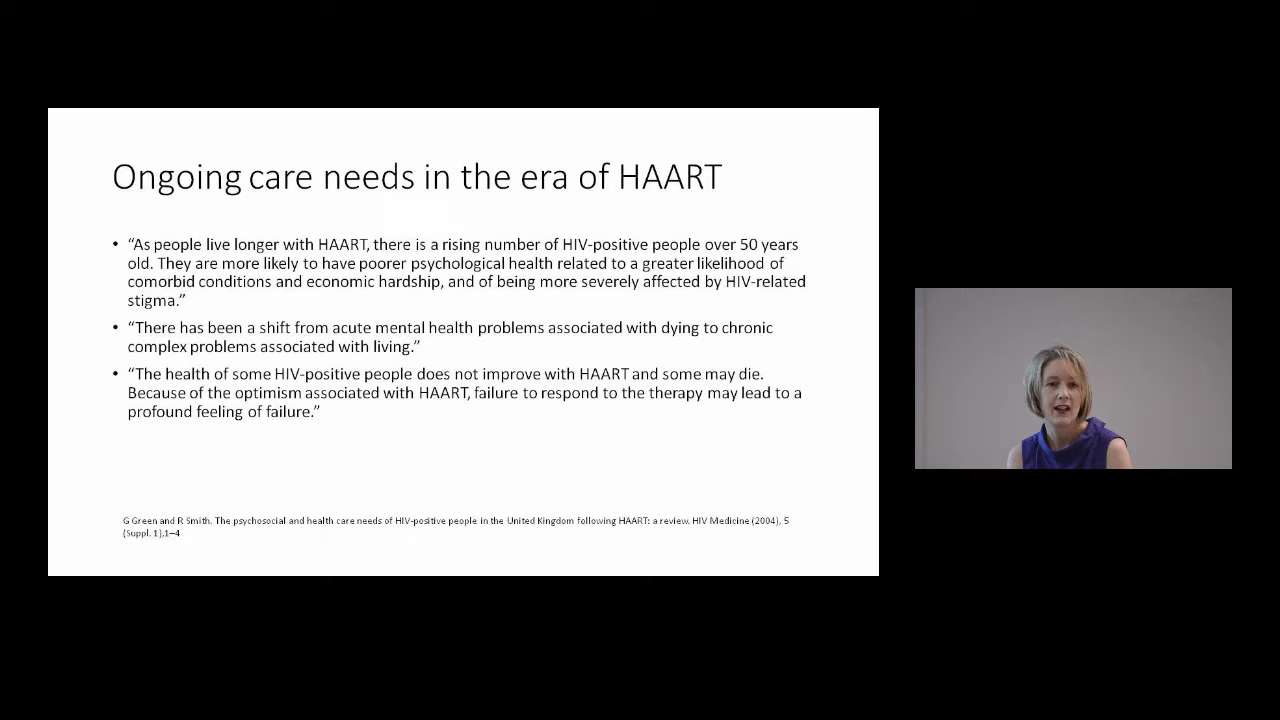 Ongoing care needs in the era of HAART
• “As people live longer with HAART, there is a rising number of HIV-positive people over 50 years
old. They are more likely to have poorer psychological health related to a greater likelihood of
comorbid conditions and economic hardship, and of being more severely affected by HIV-related
stigma.”
• “There has been a shift from acute mental health problems associated with dying to chronic
complex problems associated with living.”
• “The health of some HIV-positive people does not improve with HAART and some may die.
Because of the optimism associated with HAART, failure to respond to the therapy may lead to a
profound feeling of failure.”
G Green and R Smith. The psychosocial and health care needs of HIV-positive people in the United Kingdom following HAART: a review. HIV Medicine (2004), 5
(Suppl. 1),1–4